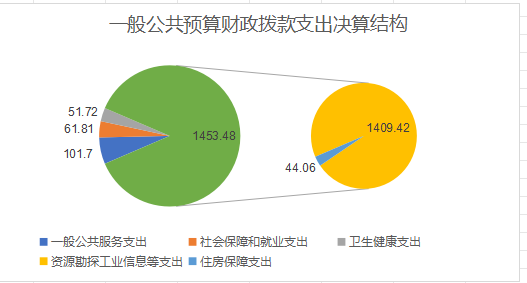 一般公共预算财政拨款支出决算结构
51.72
61.81
101.7
1453.48
1409.42
44.06
一般公共服务支出 社会保障和就业支出 卫生健康支出
资源勘探工业信息等支出 住房保障支出